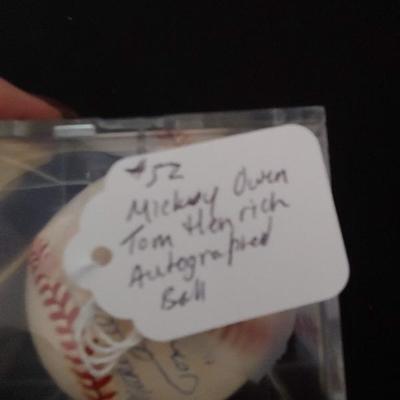 #52
Mickey Owen
Tom Henrich
Autographed
Ball